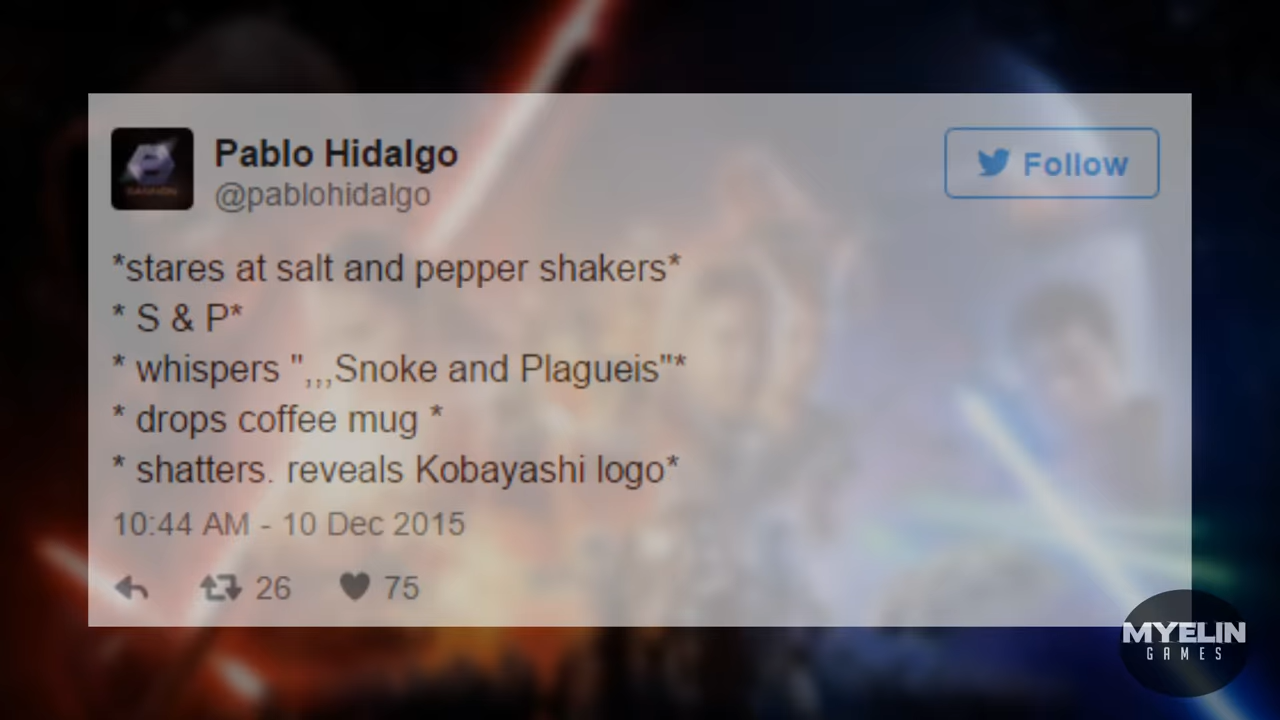 Pablo Hidalgo
@pablohidalgo
Follow
*stares at salt and pepper shakers*
* S & P*
* whispers ",,,Snoke and Plagueis"*
* drops coffee mug *
* shatters. reveals Kobayashi logo*
10:44 AM - 10 Dec 2015
26
75
MYELIN
GAMES